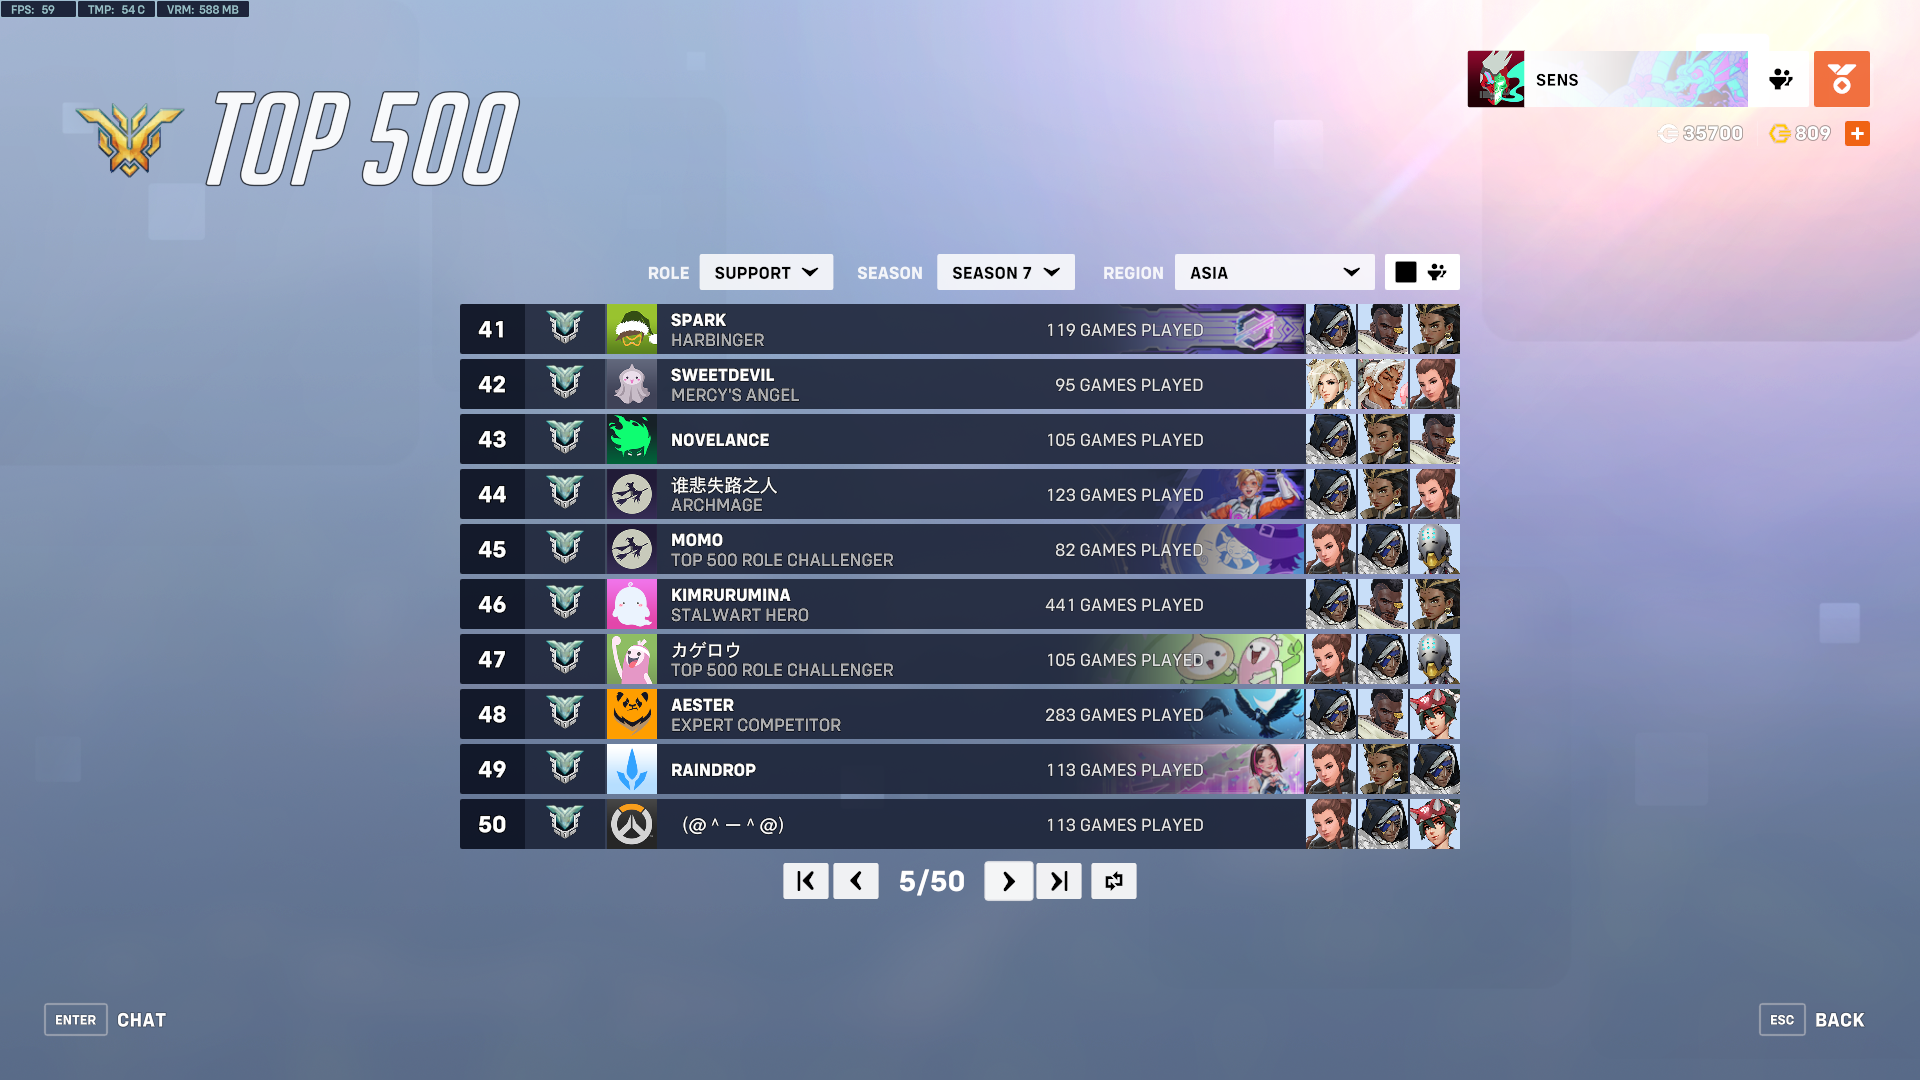 FPS: 59 TMP: 54 C VRM: 588 MB
TOP 500
SENS
35700 809
ROLE SUPPORT SEASON SEASON 7 REGION ASIA
41 SPARK 119 GAMES PLAYED
HARBINGER
42 SWEETDEVIL 95 GAMES PLAYED
MERCY'S ANGEL
43 NOVELANCE 105 GAMES PLAYED
44 谁悲失路之人 123 GAMES PLAYED
ARCHMAGE
45 MOMO 82 GAMES PLAYED
TOP 500 ROLE CHALLENGER
46 KIMRURUMINA 441 GAMES PLAYED
STALWART HERO
47 カゲロウ 105 GAMES PLAYED
TOP 500 ROLE CHALLENGER
48 AESTER 283 GAMES PLAYED
EXPERT COMPETITOR
49 RAINDROP 113 GAMES PLAYED
50 (@＾ー＾@) 113 GAMES PLAYED
5/50
ENTER CHAT
ESC BACK